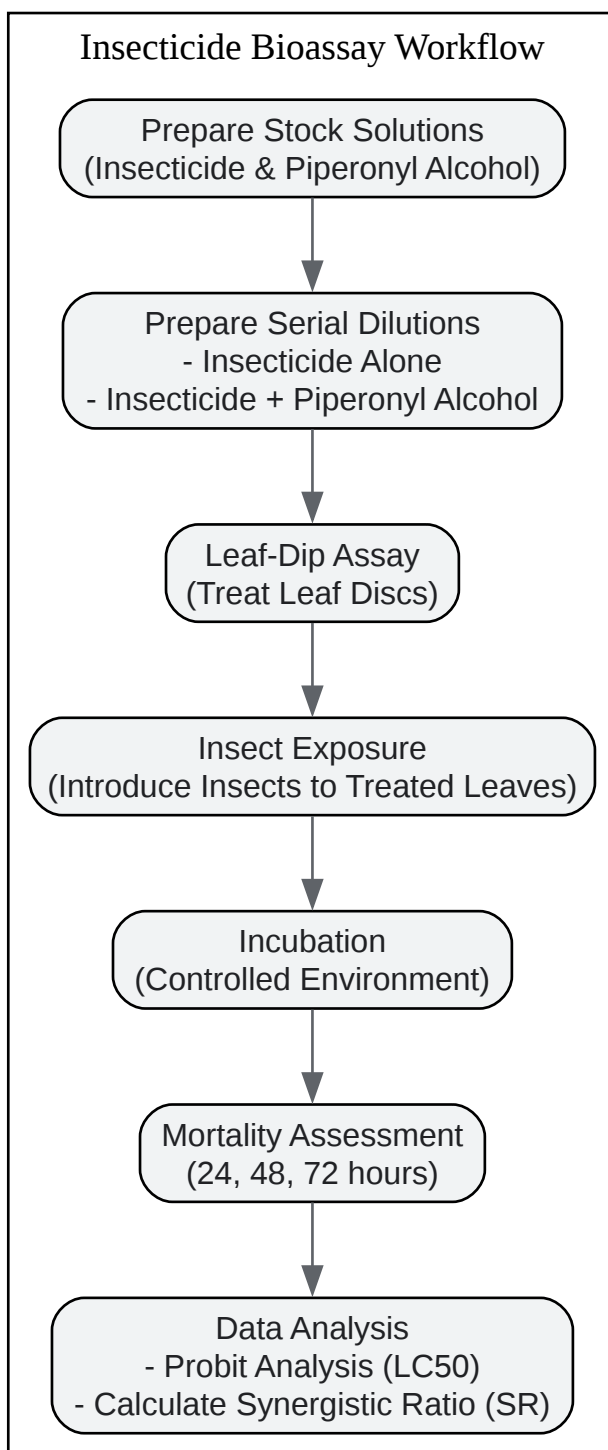 Insecticide Bioassay Workflow
Prepare Stock Solutions
(Insecticide & Piperonyl Alcohol)
Prepare Serial Dilutions
- Insecticide Alone
- Insecticide + Piperonyl Alcohol
Leaf-Dip Assay
(Treat Leaf Discs)
Insect Exposure
(Introduce Insects to Treated Leaves)
Incubation
(Controlled Environment)
Mortality Assessment
(24, 48, 72 hours)
Data Analysis
- Probit Analysis (LC50)
- Calculate Synergistic Ratio (SR)